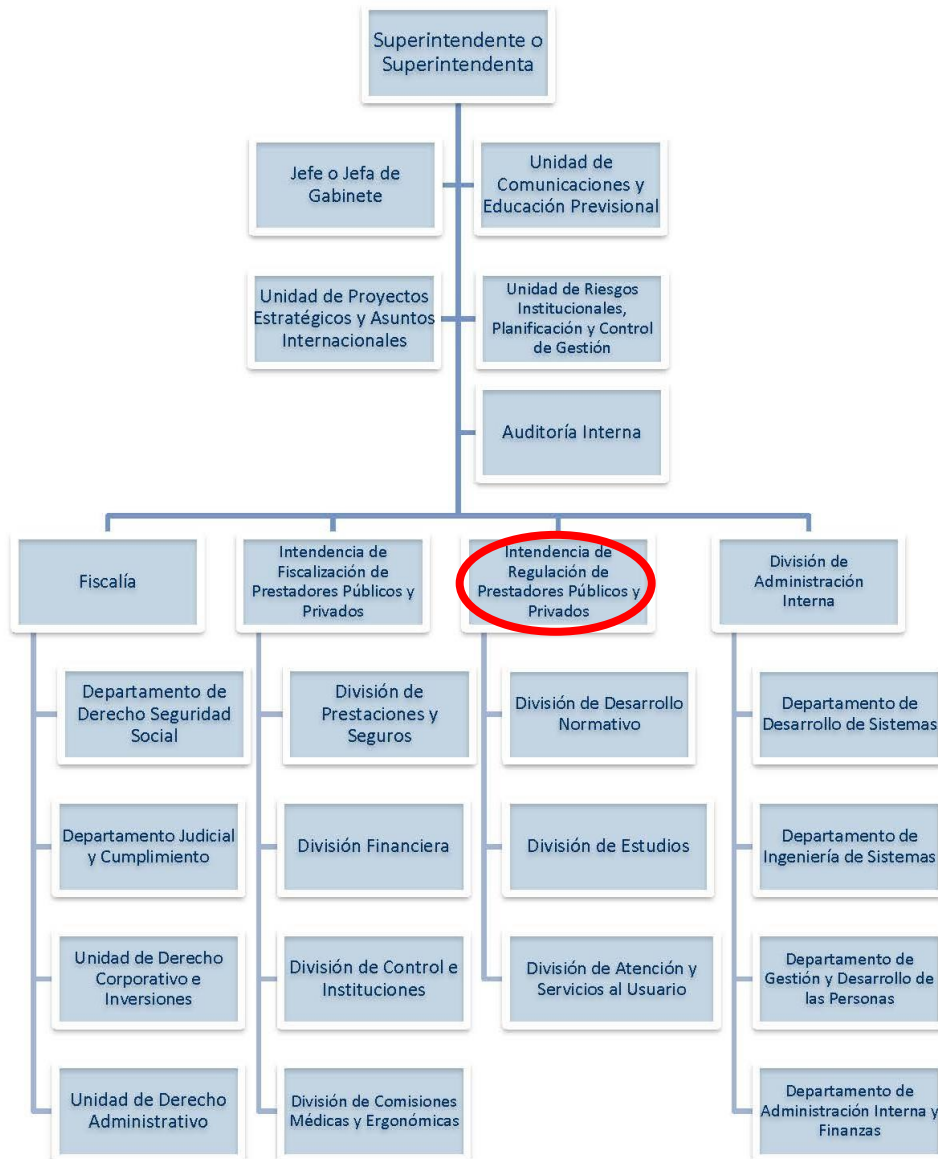 Superintendente o
Superintendenta
Jefe o Jefa de
Gabinete
Unidad de
Comunicaciones y
Educación Previsional
Unidad de Proyectos
Estratégicos y Asuntos
Internacionales
Unidad de Riesgos
Institucionales,
Planificación y Control
de Gestión
Auditoría Interna
Fiscalía
Intendencia de
Fiscalización de
Prestadores Públicos y
Privados
Intendencia de
Regulación de
Prestadores Públicos y
Privados
División de
Administración
Interna
Departamento de
Derecho Seguridad
Social
División de
Prestaciones y
Seguros
División de Desarrollo
Normativo
Departamento de
Desarrollo de Sistemas
Departamento Judicial
y Cumplimiento
División Financiera
División de Estudios
Departamento de
Ingeniería de Sistemas
Unidad de Derecho
Corporativo e
Inversiones
División de Control e
Instituciones
División de Atención y
Servicios al Usuario
Departamento de
Gestión y Desarrollo de
las Personas
Unidad de Derecho
Administrativo
División de Comisiones
Médicas y Ergonómicas
Departamento de
Administración Interna y
Finanzas